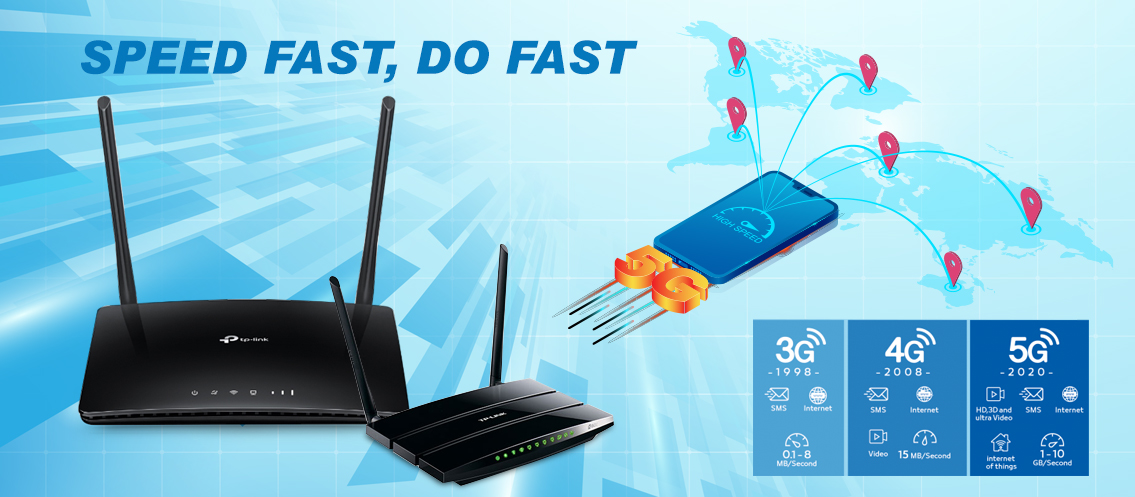 SPEED FAST, DO FAST
tp-link
TP-LINK
HIGH SPEED
5G
3G
-1998-
SMS
Internet
0.1-8
MB/Second
4G
-2008-
SMS
Internet
Video
15 MB/Second
5G
-2020-
HD,3D and
ultra Video
SMS
Internet
internet
of things
1-10
GB/Second